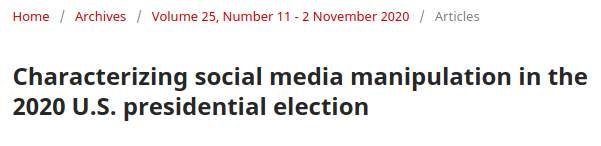 Home / Archives / Volume 25, Number 11 - 2 November 2020 / Articles
Characterizing social media manipulation in the
2020 U.S. presidential election